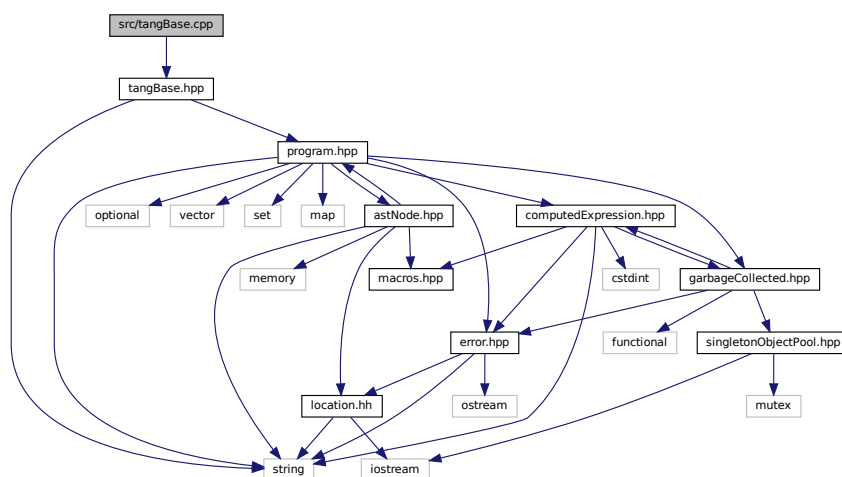 src/tangBase.cpp
tangBase.hpp
program.hpp
optional
vector
set
map
astNode.hpp
computedExpression.hpp
memory
macros.hpp
cstdint
garbageCollected.hpp
error.hpp
functional
singletonObjectPool.hpp
location.hh
ostream
mutex
string
iostream